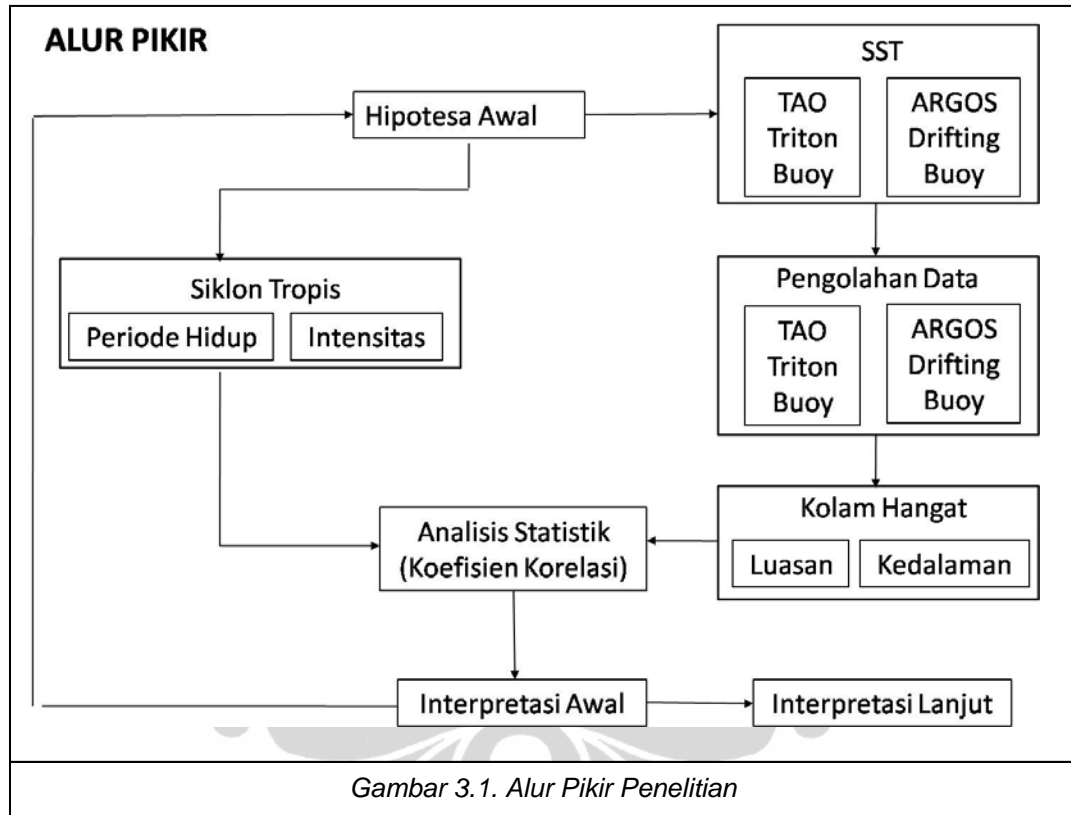 ALUR PIKIR
Hipotesa Awal
SST
TAO
Triton
Buoy
ARGOS
Drifting
Buoy
Siklon Tropis
Periode Hidup
Intensitas
Pengolahan Data
TAO
Triton
Buoy
ARGOS
Drifting
Buoy
Kolam Hangat
Luasan
Kedalaman
Analisis Statistik
(Koefisien Korelasi)
Interpretasi Awal
Interpretasi Lanjut
Gambar 3.1. Alur Pikir Penelitian